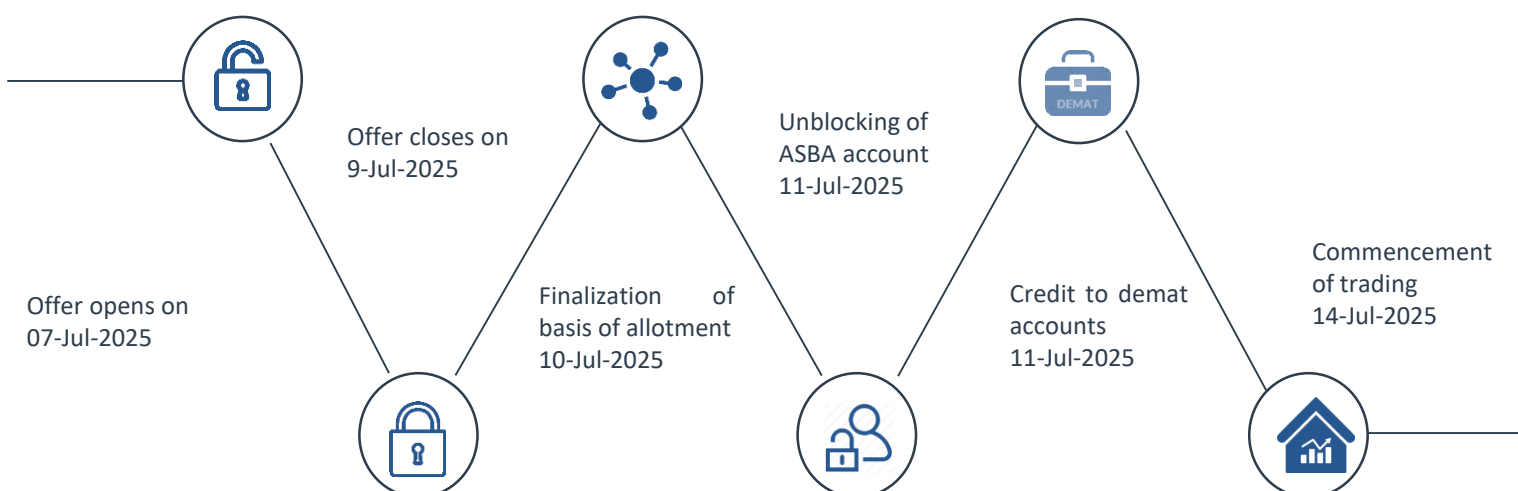 Offer opens on
07-Jul-2025
Offer closes on
9-Jul-2025
Finalization of
basis of allotment
10-Jul-2025
Unblocking of
ASBA account
11-Jul-2025
DEMAT
Credit to demat
accounts
11-Jul-2025
Commencement
of trading
14-Jul-2025